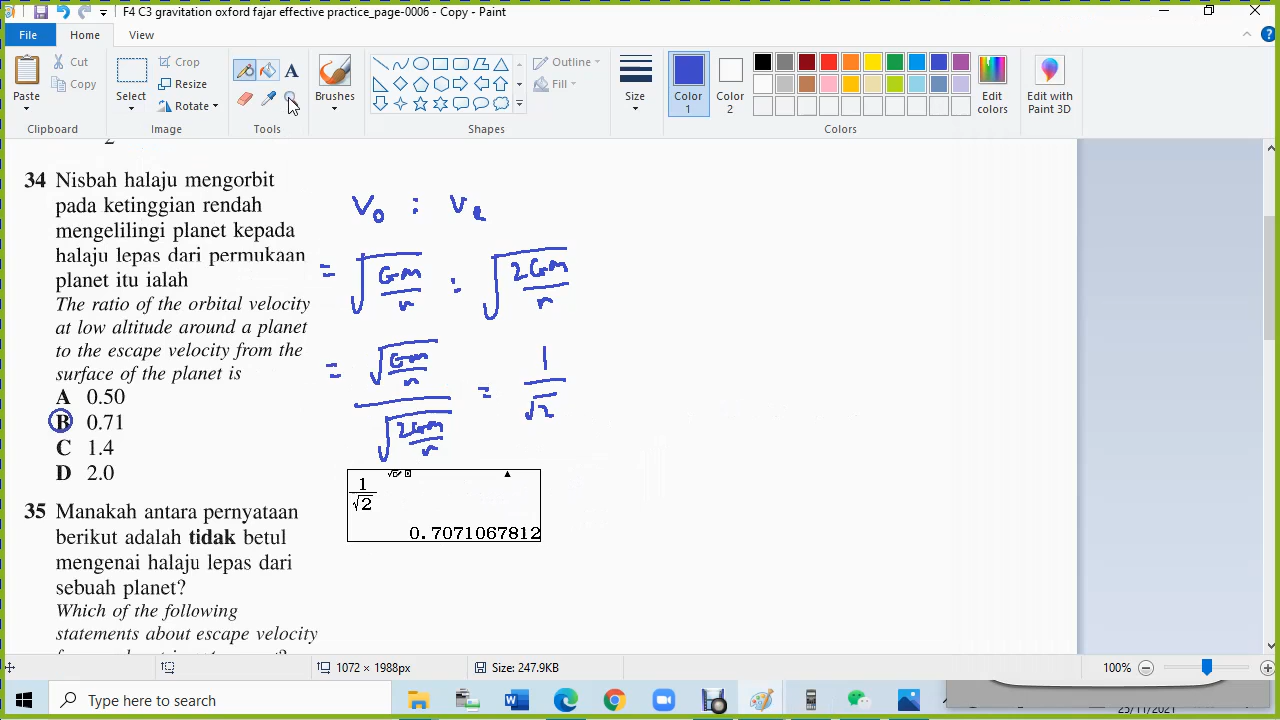 F4 C3 gravitation oxford fajar effective practice_page-0006 - Copy - Paint
File Home View
Paste
Cut
Copy
Clipboard
Select
Crop
Resize
Rotate
Image
A
Tools
Brushes
Outline
Fill
Shapes
Size
Color 1
Color 2
Edit colors
Edit with Paint 3D
Colors
34 Nisbah halaju mengorbit
pada ketinggian rendah
mengelilingi planet kepada
halaju lepas dari permukaan
planet itu ialah
The ratio of the orbital velocity
at low altitude around a planet
to the escape velocity from the
surface of the planet is
A 0.50
B 0.71
C 1.4
D 2.0
35 Manakah antara pernyataan
berikut adalah tidak betul
mengenai halaju lepas dari
sebuah planet?
Which of the following
statements about escape velocity
Vo : Ve
= √(GM/r) : √(2GM/r)
= √(GM/r) / √(2GM/r) = 1/√2
1/√2
0.7071067812
1072 × 1988px
Size: 247.9KB
100%
Type here to search
25/11/2021